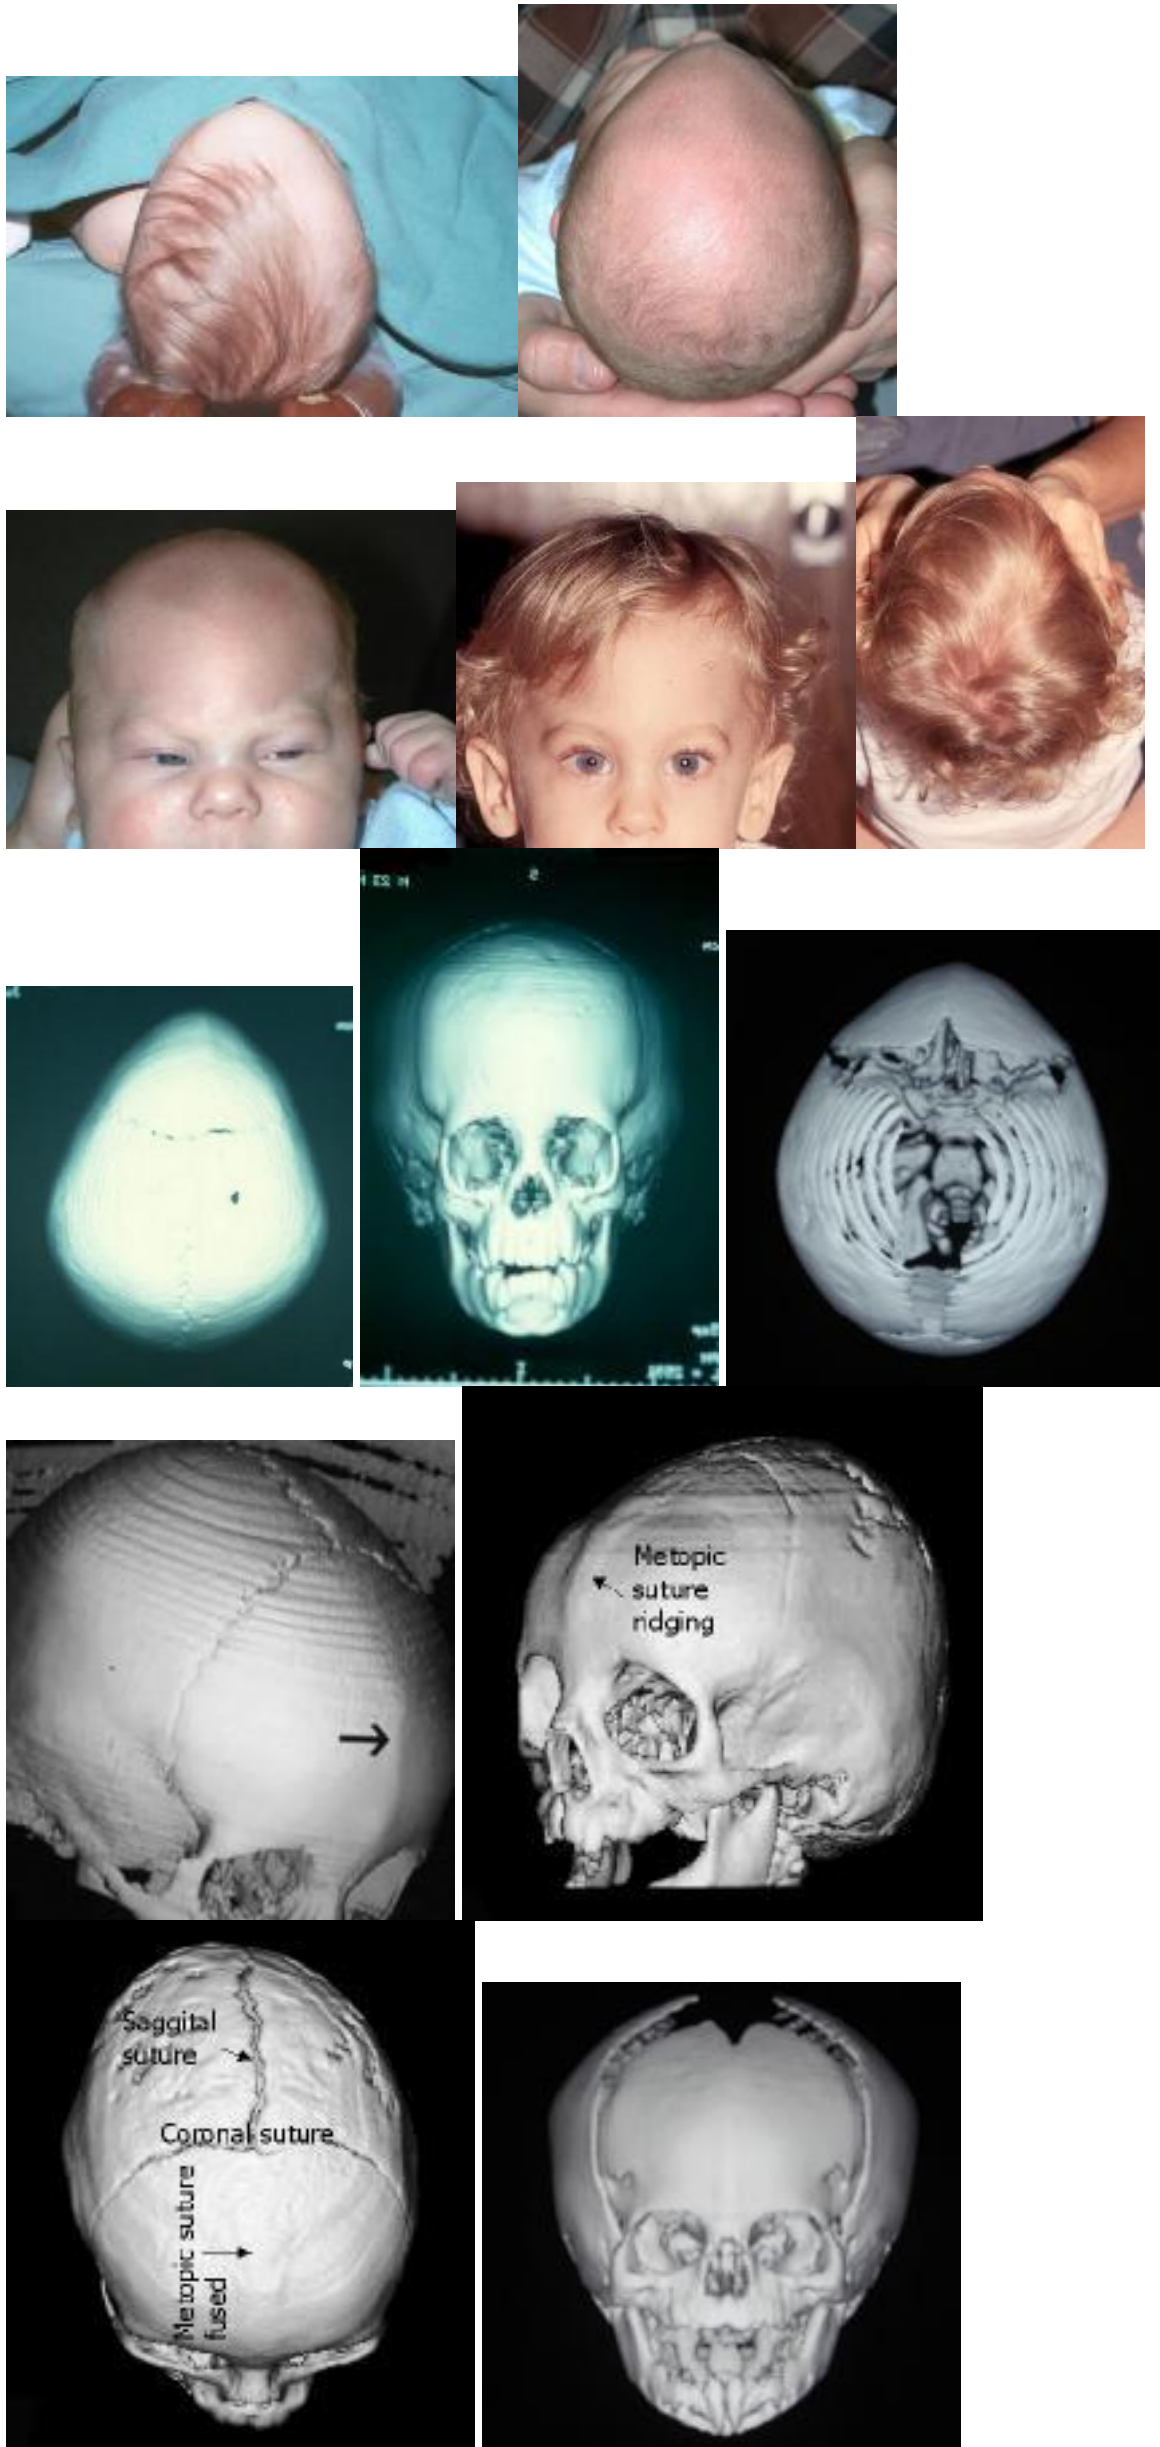 Metopic
suture
ridging
Saggital
suture
Coronal suture
Metopic suture
fused